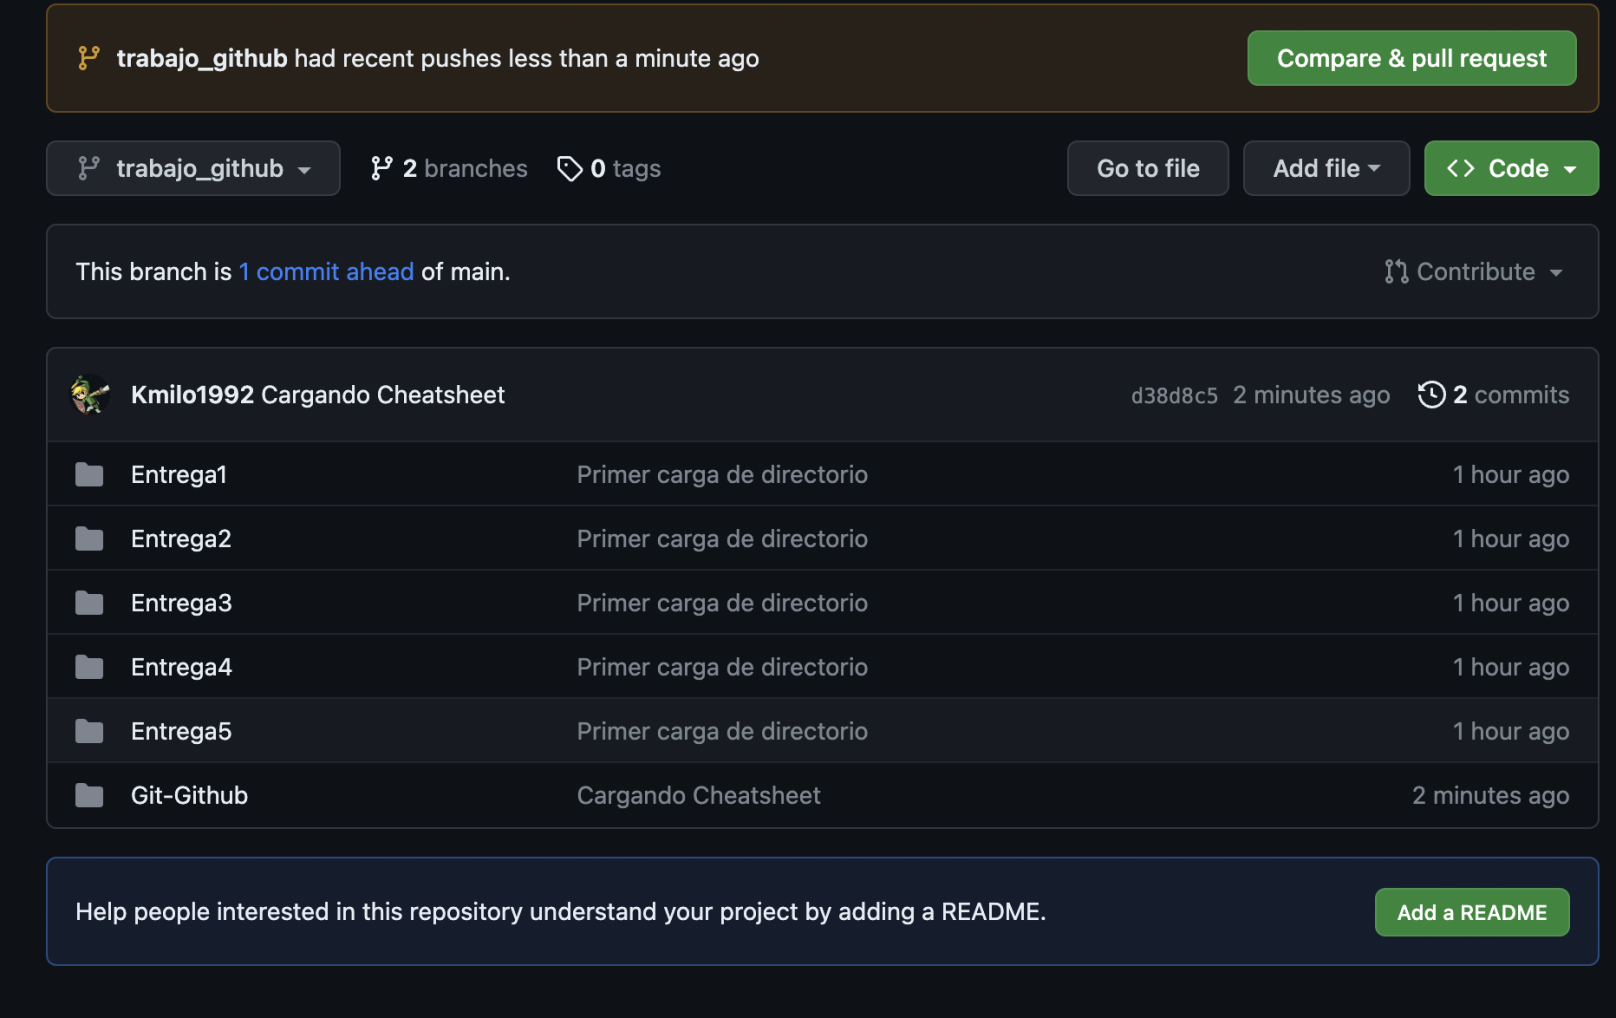 trabajo_github had recent pushes less than a minute ago Compare & pull request
trabajo_github 2 branches 0 tags Go to file Add file Code
This branch is 1 commit ahead of main. Contribute
Kmilo1992 Cargando Cheatsheet d38d8c5 2 minutes ago 2 commits
Entrega1 Primer carga de directorio 1 hour ago
Entrega2 Primer carga de directorio 1 hour ago
Entrega3 Primer carga de directorio 1 hour ago
Entrega4 Primer carga de directorio 1 hour ago
Entrega5 Primer carga de directorio 1 hour ago
Git-Github Cargando Cheatsheet 2 minutes ago
Help people interested in this repository understand your project by adding a README. Add a README